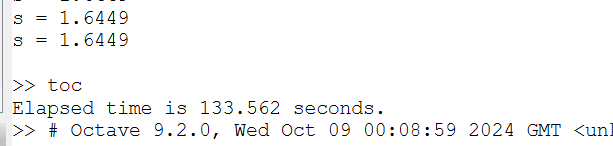 s = 1.6449
s = 1.6449
>> toc
Elapsed time is 133.562 seconds.
>> # Octave 9.2.0, Wed Oct 09 00:08:59 2024 GMT